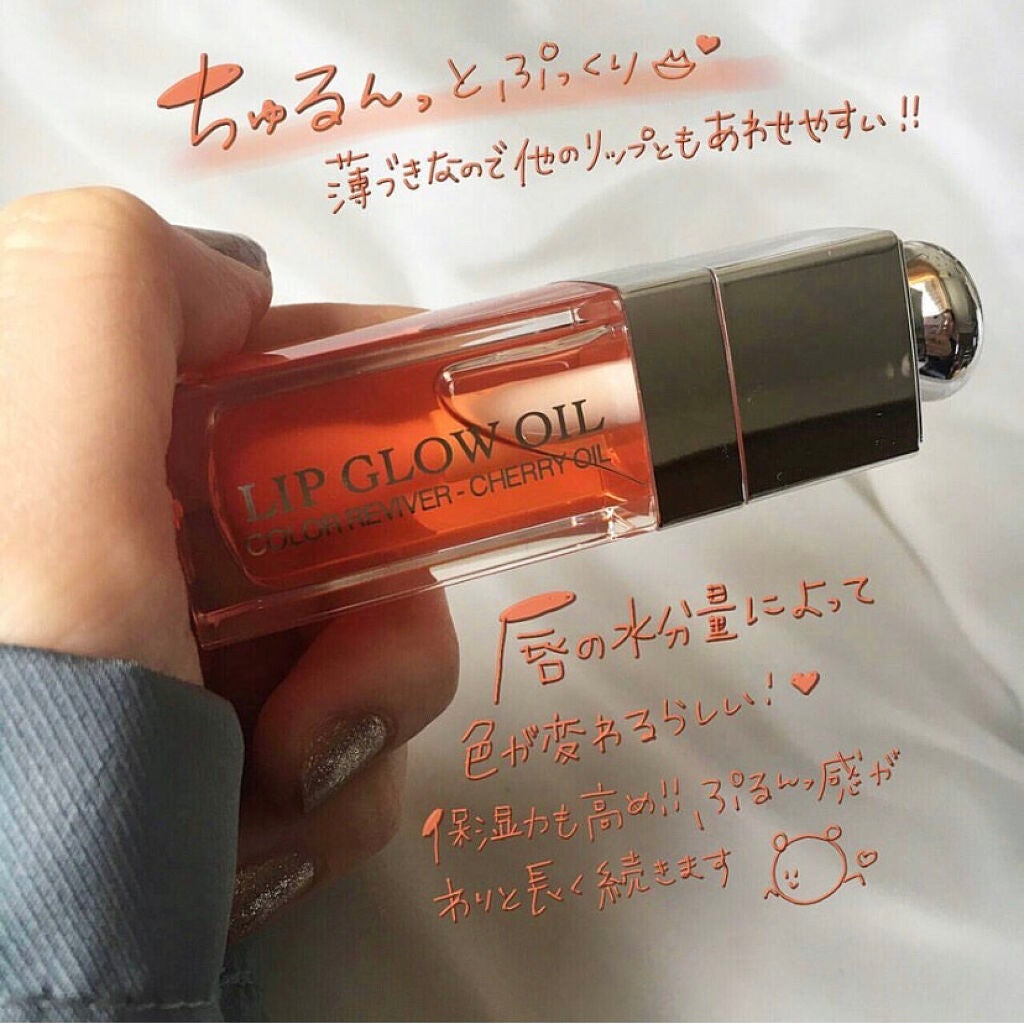 ちゅるんっとぷっくり
薄づきなので他のリップともあわせやすい!!
LIP GLOW OIL
COLOR REVIVER - CHERRY OIL
唇の水分量によって
色が変わるらしい!
保湿力も高め!!ぷるんっ感が
わりと長く続きます